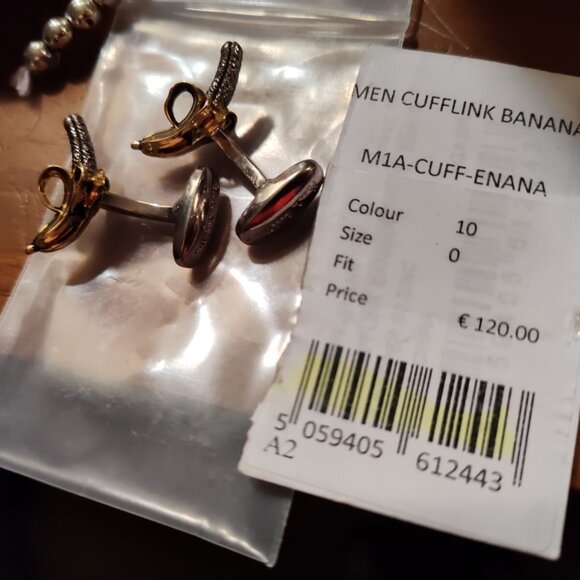 MEN CUFFLINK BANANA
M1A-CUFF-ENANA
Colour 10
Size 0
Fit
Price € 120.00
5 059405 612443
A2